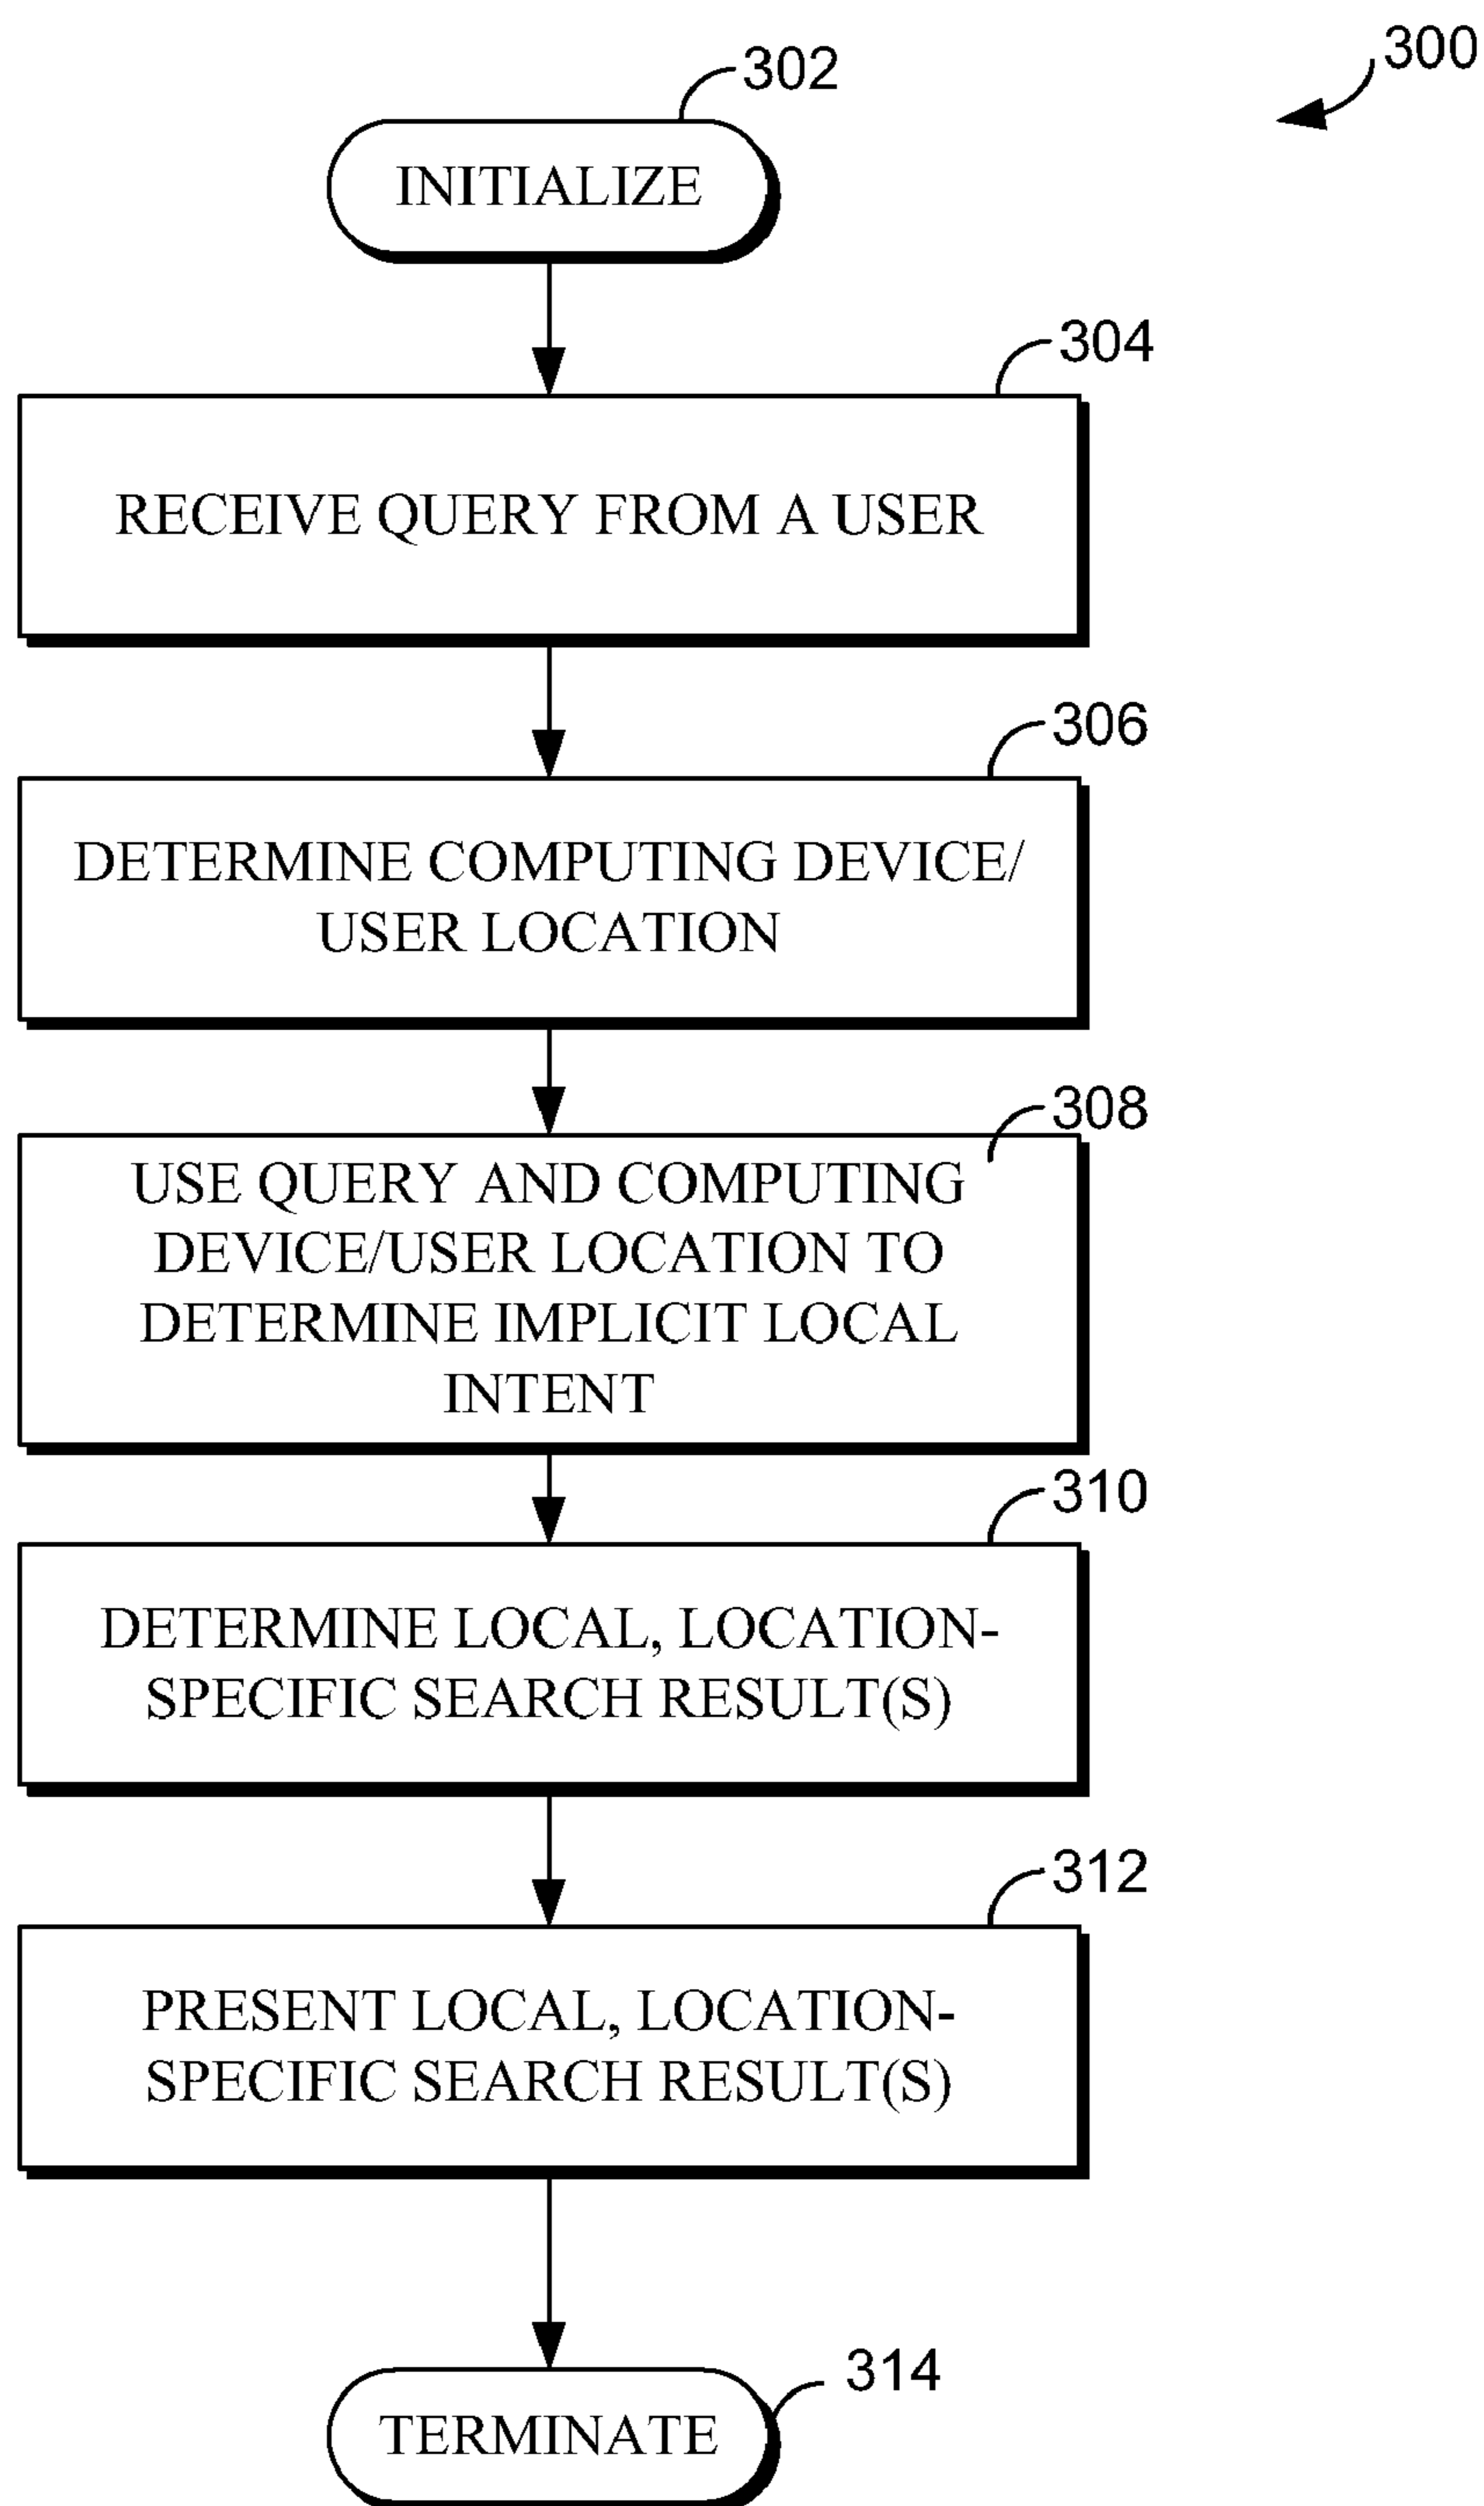 300
302
INITIALIZE
304
RECEIVE QUERY FROM A USER
306
DETERMINE COMPUTING DEVICE/
USER LOCATION
308
USE QUERY AND COMPUTING
DEVICE/USER LOCATION TO
DETERMINE IMPLICIT LOCAL
INTENT
310
DETERMINE LOCAL, LOCATION-
SPECIFIC SEARCH RESULT(S)
312
PRESENT LOCAL, LOCATION-
SPECIFIC SEARCH RESULT(S)
314
TERMINATE